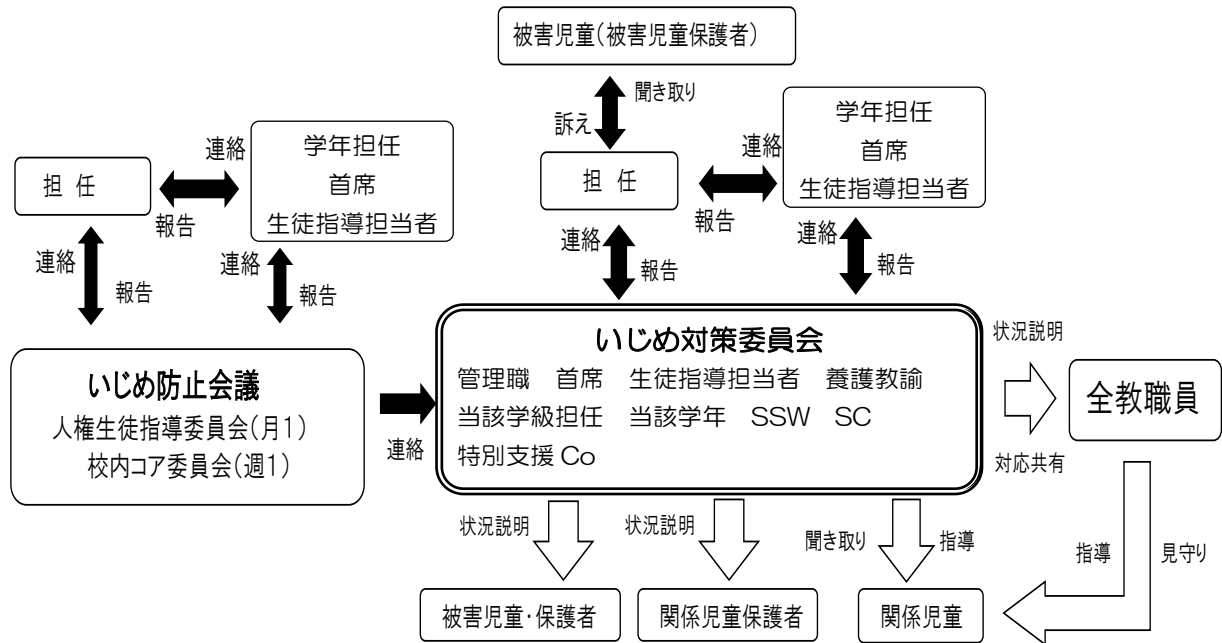 被害児童(被害児童保護者)
聞き取り
訴え
学年担任
首席
生徒指導担当者
連絡
担 任
報告
連絡
報告
学年担任
首席
生徒指導担当者
連絡
担 任
報告
連絡
報告
連絡
報告
連絡
報告
いじめ防止会議
人権生徒指導委員会(月1)
校内コア委員会(週1)
連絡
いじめ対策委員会
管理職 首席 生徒指導担当者 養護教諭
当該学級担任 当該学年 SSW SC
特別支援 Co
状況説明
対応共有
全教職員
状況説明
状況説明
聞き取り
指導
指導
見守り
被害児童・保護者
関係児童保護者
関係児童